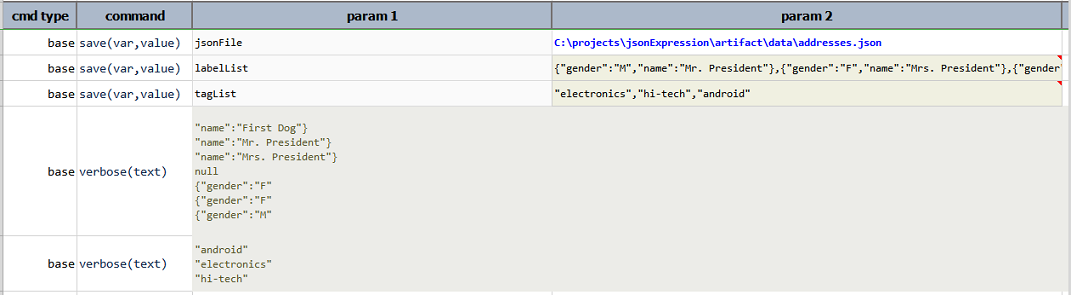 cmd type command param 1 param 2
base save(var,value) jsonFile C:\projects\jsonExpression\artifact\data\addresses.json
base save(var,value) labelList {"gender":"M","name":"Mr. President"},{"gender":"F","name":"Mrs. President"},{"gender
base save(var,value) tagList "electronics","hi-tech","android"
"name":"First Dog"}
"name":"Mr. President"}
"name":"Mrs. President"}
base verbose(text) null
{"gender":"F"
{"gender":"F"
{"gender":"M"
"android"
base verbose(text) "electronics"
"hi-tech"